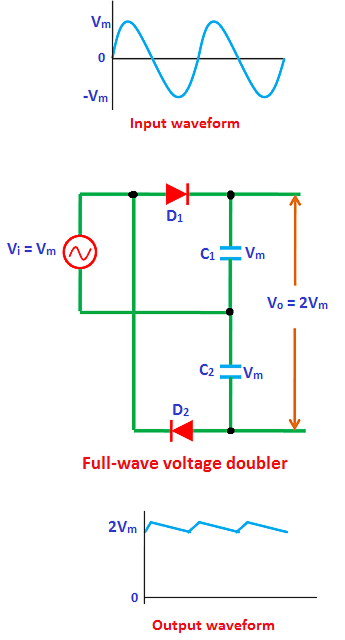 Vm
0
-Vm
Input waveform
D1
Vi = Vm
C1 Vm
Vo = 2Vm
C2 Vm
D2
Full-wave voltage doubler
2Vm
0
Output waveform